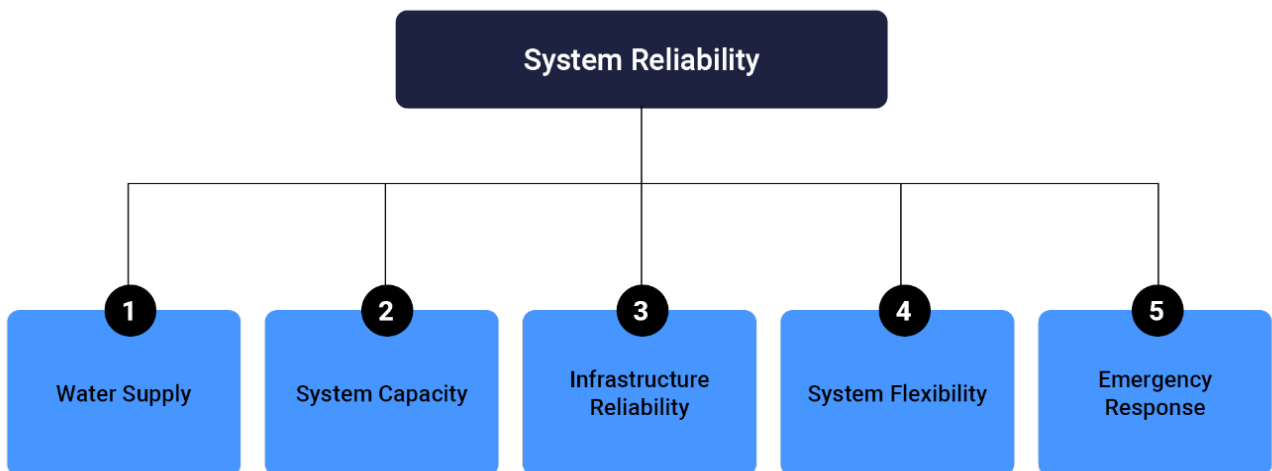 System Reliability
1
Water Supply
2
System Capacity
3
Infrastructure
Reliability
4
System Flexibility
5
Emergency
Response